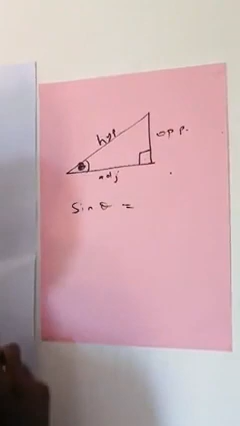 hyp
opp.
θ
adj
Sin θ =